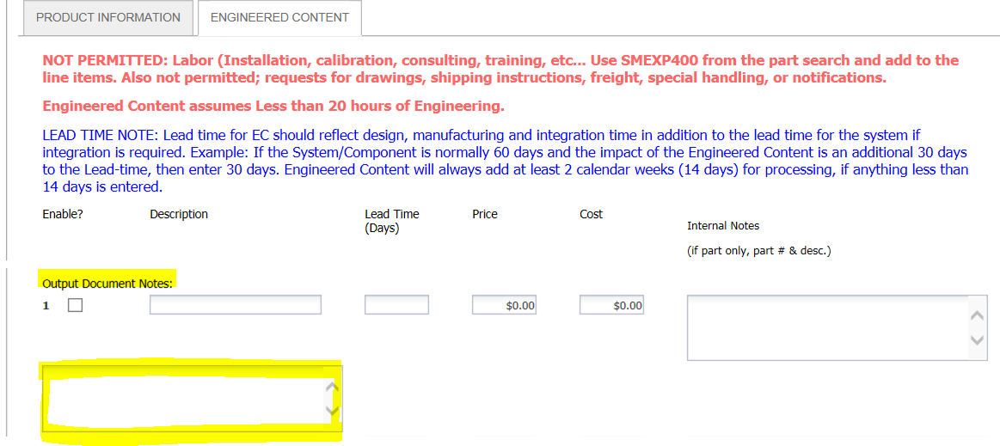 PRODUCT INFORMATION
ENGINEERED CONTENT
NOT PERMITTED: Labor (Installation, calibration, consulting, training, etc... Use SMEXP400 from the part search and add to the
line items. Also not permitted; requests for drawings, shipping instructions, freight, special handling, or notifications.
Engineered Content assumes Less than 20 hours of Engineering.
LEAD TIME NOTE: Lead time for EC should reflect design, manufacturing and integration time in addition to the lead time for the system if
integration is required. Example: If the System/Component is normally 60 days and the impact of the Engineered Content is an additional 30 days
to the Lead-time, then enter 30 days. Engineered Content will always add at least 2 calendar weeks (14 days) for processing, if anything less than
14 days is entered.
Enable?
Description
Lead Time
(Days)
Price
Cost
Internal Notes
(if part only, part # & desc.)
Output Document Notes:
1
$0.00
$0.00